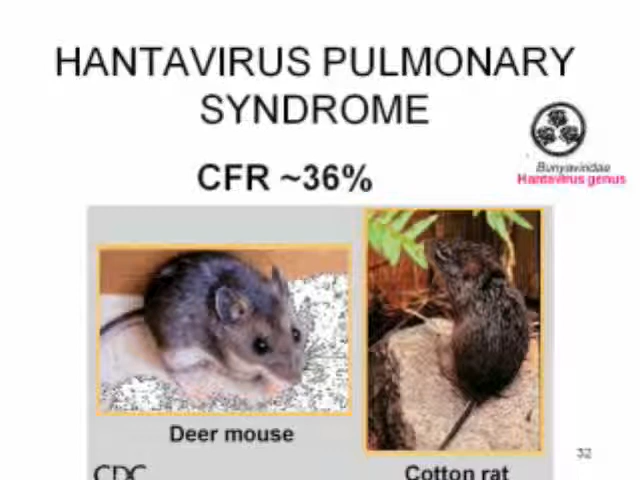 HANTAVIRUS PULMONARY
SYNDROME
CFR ~36%
Bunyaviridae
Hantavirus genus
Deer mouse
32
CDC
Cotton rat